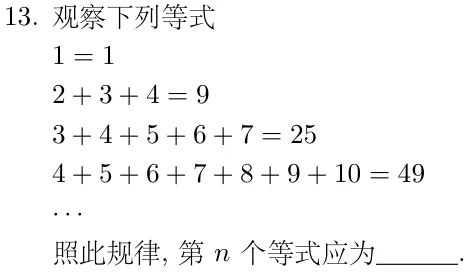 13. 观察下列等式
1 = 1
2 + 3 + 4 = 9
3 + 4 + 5 + 6 + 7 = 25
4 + 5 + 6 + 7 + 8 + 9 + 10 = 49
...
照此规律, 第 n 个等式应为______.